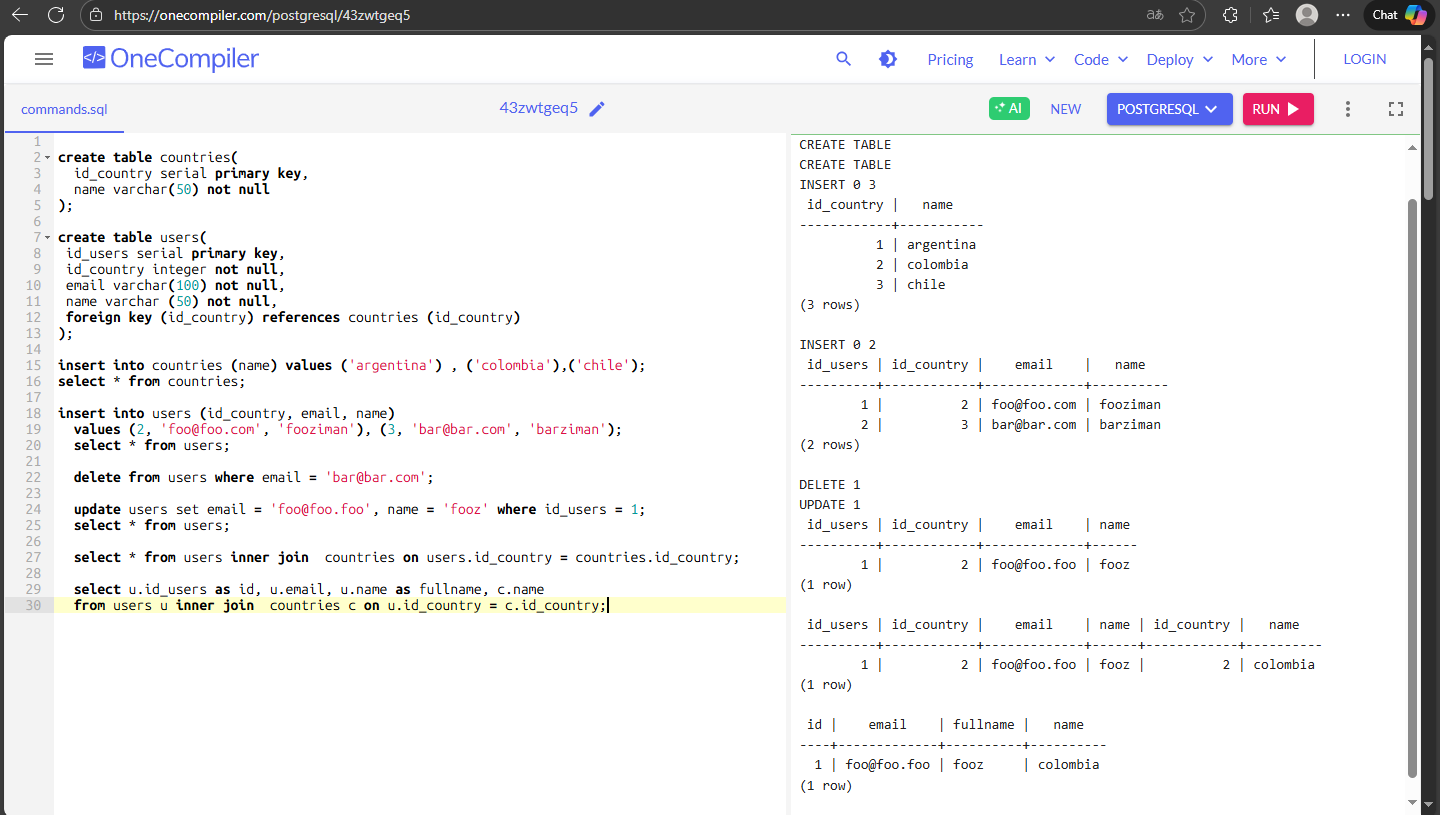 https://onecompiler.com/postgresql/43zwtgeq5
aあ
Chat
</> OneCompiler
Pricing
Learn
Code
Deploy
More
LOGIN
commands.sql
43zwtgeq5
AI
NEW
POSTGRESQL
RUN
1
2 create table countries(
3   id_country serial primary key,
4   name varchar(50) not null
5 );
6
7 create table users(
8  id_users serial primary key,
9  id_country integer not null,
10  email varchar(100) not null,
11  name varchar (50) not null,
12  foreign key (id_country) references countries (id_country)
13 );
14
15 insert into countries (name) values ('argentina') , ('colombia'),('chile');
16 select * from countries;
17
18 insert into users (id_country, email, name)
19   values (2, 'foo@foo.com', 'fooziman'), (3, 'bar@bar.com', 'barziman');
20   select * from users;
21
22   delete from users where email = 'bar@bar.com';
23
24   update users set email = 'foo@foo.foo', name = 'fooz' where id_users = 1;
25   select * from users;
26
27   select * from users inner join  countries on users.id_country = countries.id_country;
28
29   select u.id_users as id, u.email, u.name as fullname, c.name
30   from users u inner join  countries c on u.id_country = c.id_country;
CREATE TABLE
CREATE TABLE
INSERT 0 3
 id_country |   name
------------+-----------
          1 | argentina
          2 | colombia
          3 | chile
(3 rows)
INSERT 0 2
 id_users | id_country |    email    |   name
----------+------------+-------------+----------
        1 |          2 | foo@foo.com | fooziman
        2 |          3 | bar@bar.com | barziman
(2 rows)
DELETE 1
UPDATE 1
 id_users | id_country |    email    | name
----------+------------+-------------+------
        1 |          2 | foo@foo.foo | fooz
(1 row)
 id_users | id_country |    email    | name | id_country |   name
----------+------------+-------------+------+------------+----------
        1 |          2 | foo@foo.foo | fooz |          2 | colombia
(1 row)
 id |    email    | fullname |   name
----+-------------+----------+----------
  1 | foo@foo.foo | fooz     | colombia
(1 row)